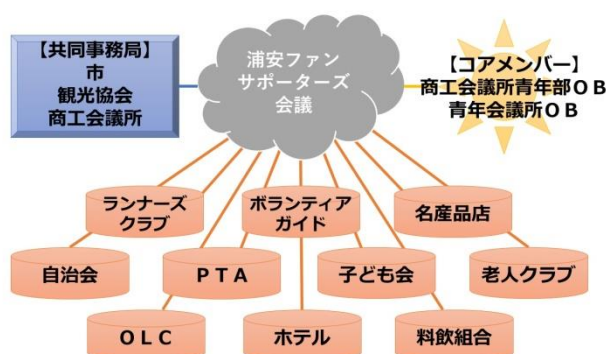 【共同事務局】
市
観光協会
商工会議所
浦安ファン
サポーターズ
会議
【コアメンバー】
商工会議所青年部ＯＢ
青年会議所ＯＢ
ランナーズ
クラブ
ボランティア
ガイド
名産品店
自治会
ＰＴＡ
子ども会
老人クラブ
ＯＬＣ
ホテル
料飲組合